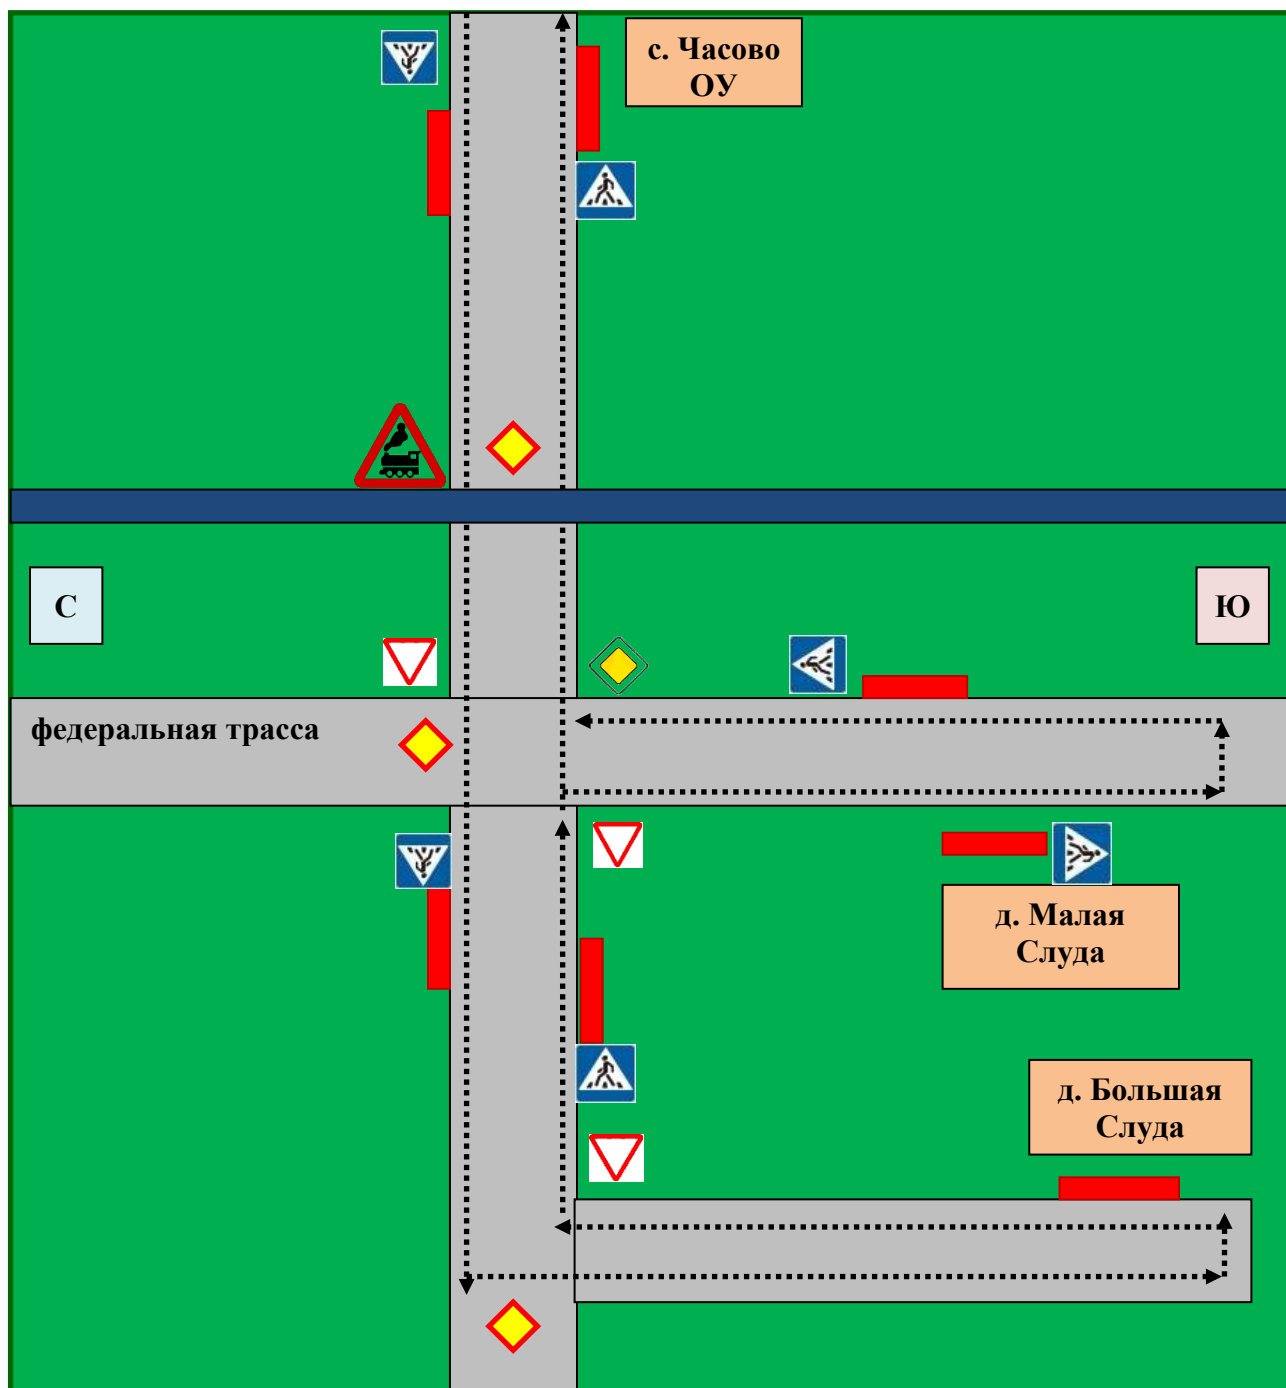 с. Часово
ОУ
С
Ю
федеральная трасса
д. Малая
Слуда
д. Большая
Слуда